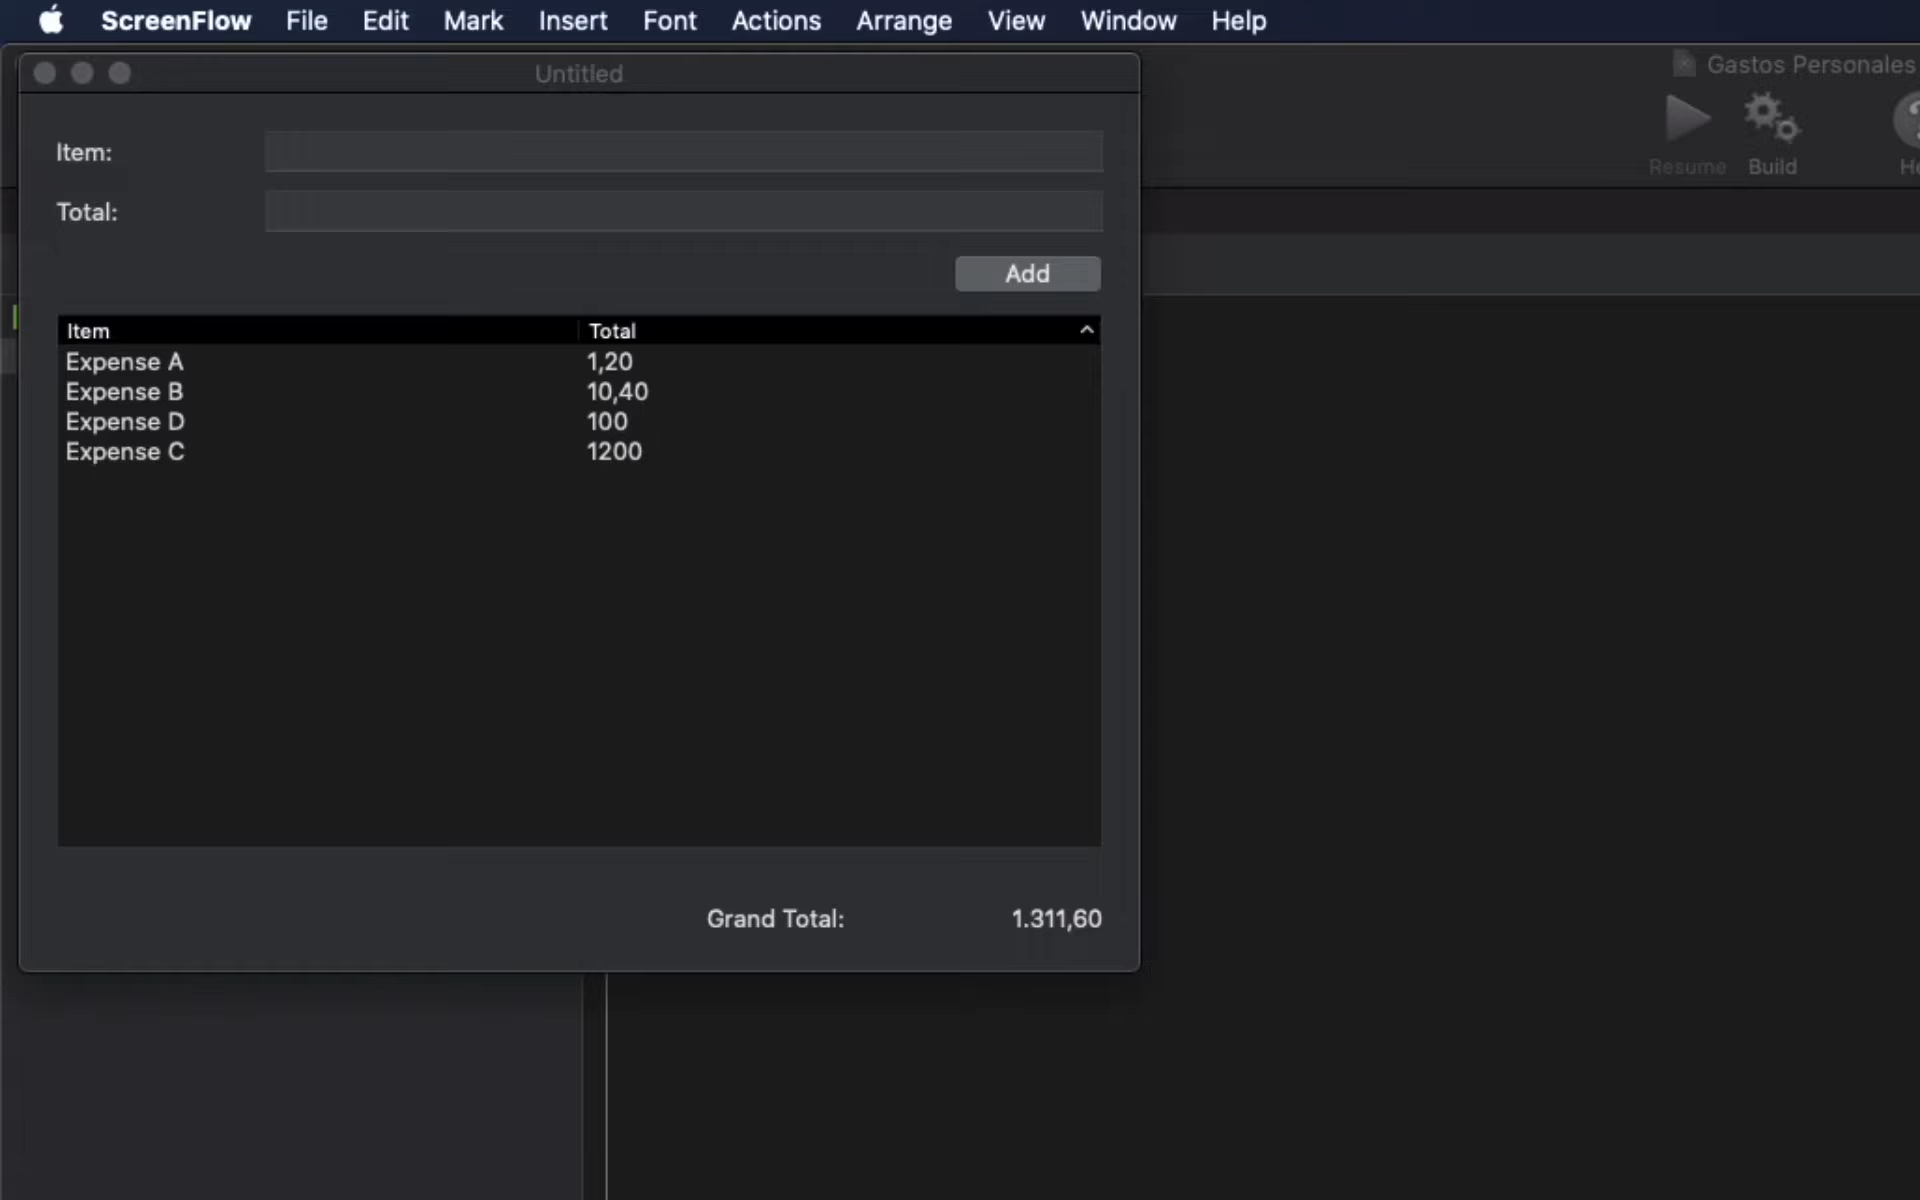 ScreenFlow File Edit Mark Insert Font Actions Arrange View Window Help
Untitled
Gastos Personales
Resume Build
Item:
Total:
Add
Item Total
Expense A 1,20
Expense B 10,40
Expense D 100
Expense C 1200
Grand Total: 1.311,60